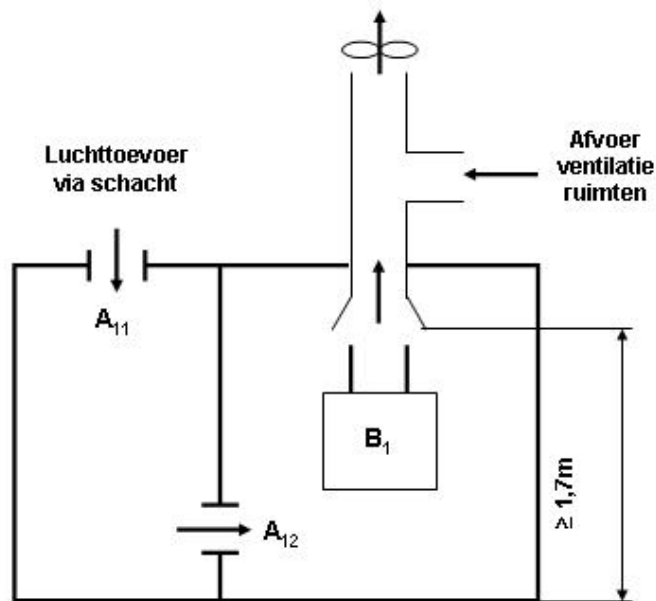 Luchttoevoer
via schacht
Afvoer
ventilatie
ruimten
A₁₁
B₁
A₁₂
≥ 1,7m